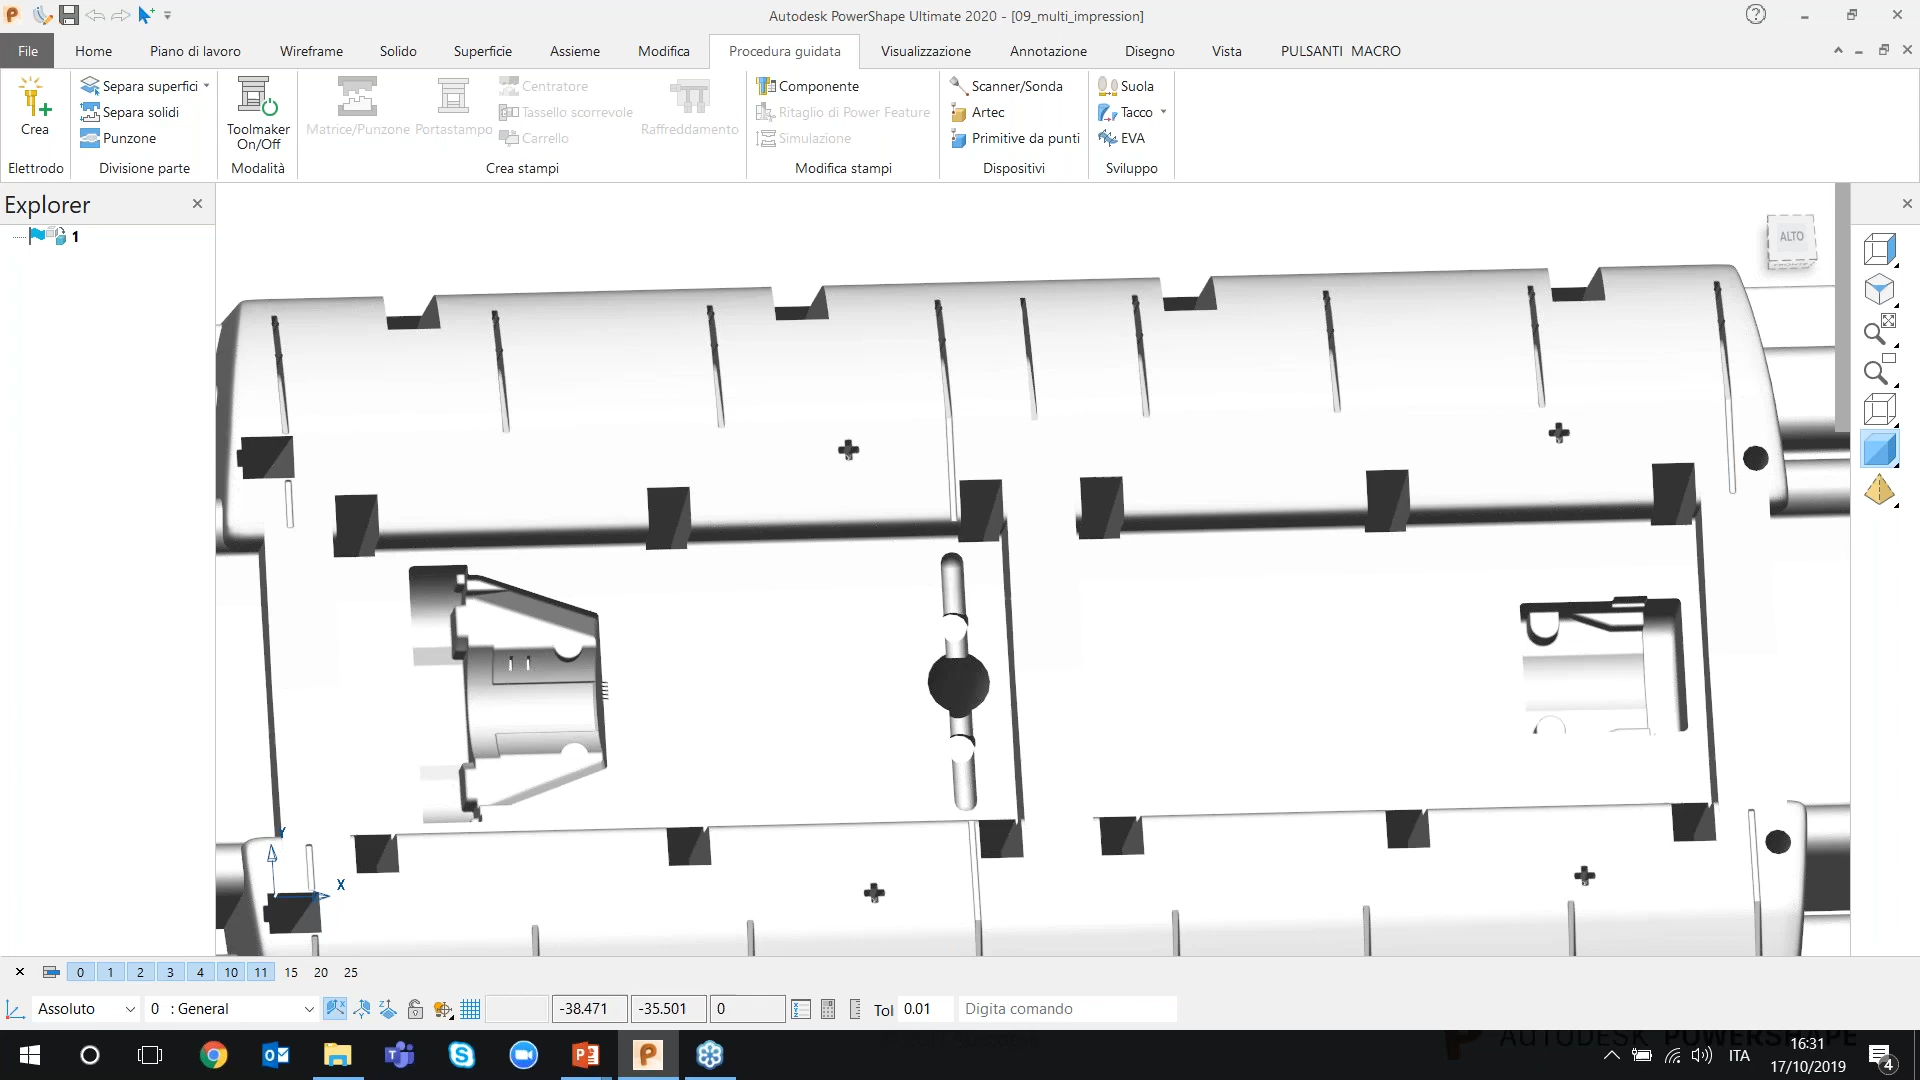 Autodesk PowerShape Ultimate 2020 - [09_multi_impression]
File Home Piano di lavoro Wireframe Solido Superficie Assieme Modifica Procedura guidata Visualizzazione Annotazione Disegno Vista PULSANTI MACRO
Crea
Elettrodo
Separa superfici
Separa solidi
Punzone
Divisione parte
Toolmaker
On/Off
Modalità
Matrice/Punzone
Portastampo
Centratore
Tassello scorrevole
Carrello
Raffreddamento
Crea stampi
Componente
Ritaglio di Power Feature
Simulazione
Modifica stampi
Scanner/Sonda
Artec
Primitive da punti
Dispositivi
Suola
Tacco
EVA
Sviluppo
Explorer
1
ALTO
Y
X
0 1 2 3 4 10 11 15 20 25
Assoluto 0 : General -38.471 -35.501 0 Tol 0.01 Digita comando
AUTODESK POWERSHAPE
ITA
16:31
17/10/2019
4